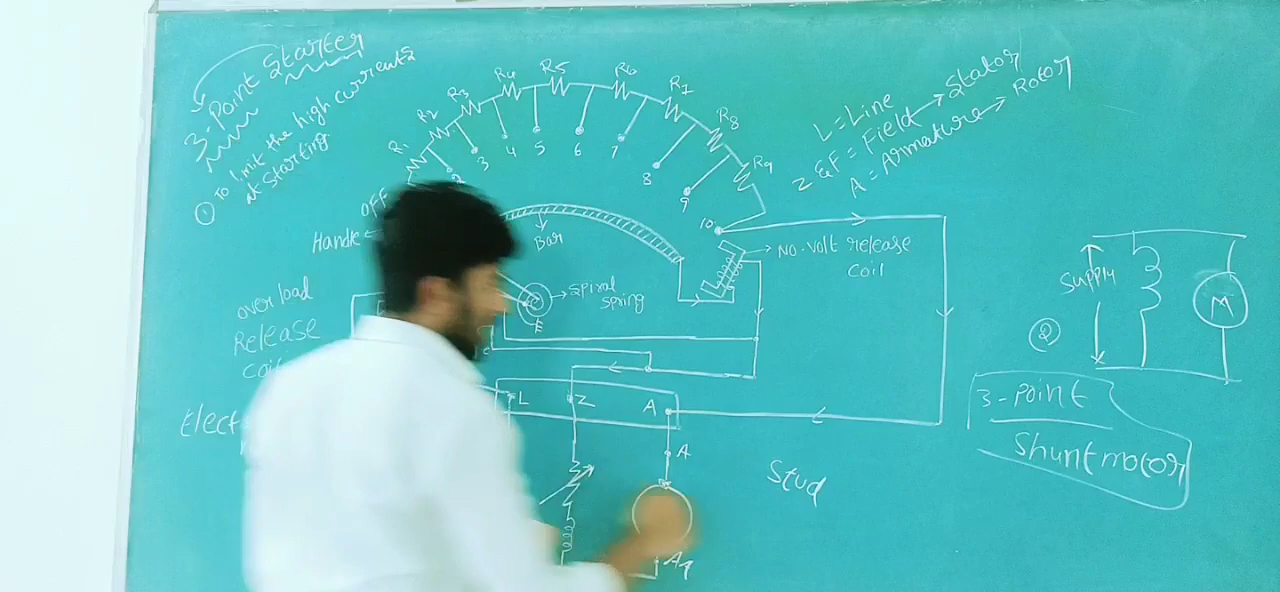 3-Point Starter
① To limit the high currents
at starting.
R1 R2 R3 R4 R5 R6 R7 R8 R9
OFF 2 3 4 5 6 7 8 9 10
Handle
Bar
No-volt release
coil
Spiral
spring
E
overload
Release
L Z A
A
A1
Stud
L = Line
Z & F = Field → Stator
A = Armature → Rotor
Supply
M
②
3-point
Shunt motor